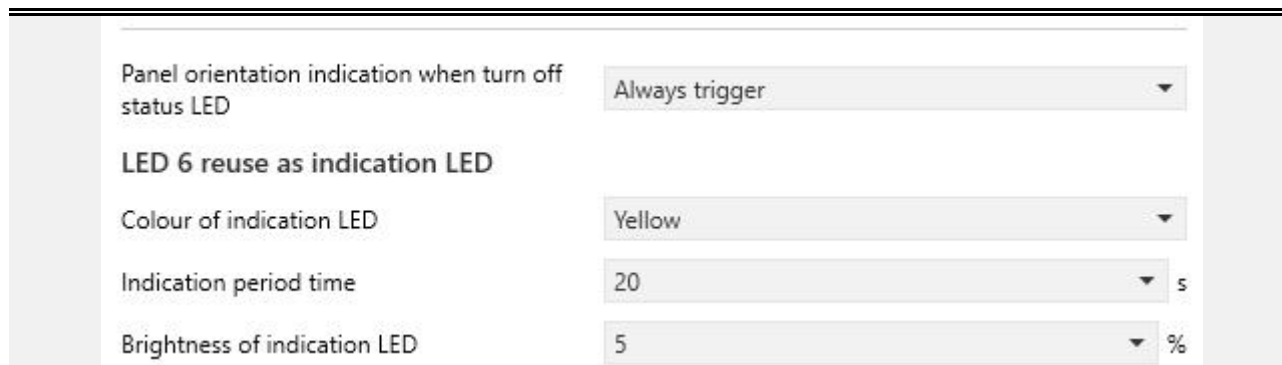 Panel orientation indication when turn off
status LED
Always trigger
LED 6 reuse as indication LED
Colour of indication LED
Yellow
Indication period time
20
s
Brightness of indication LED
5
%